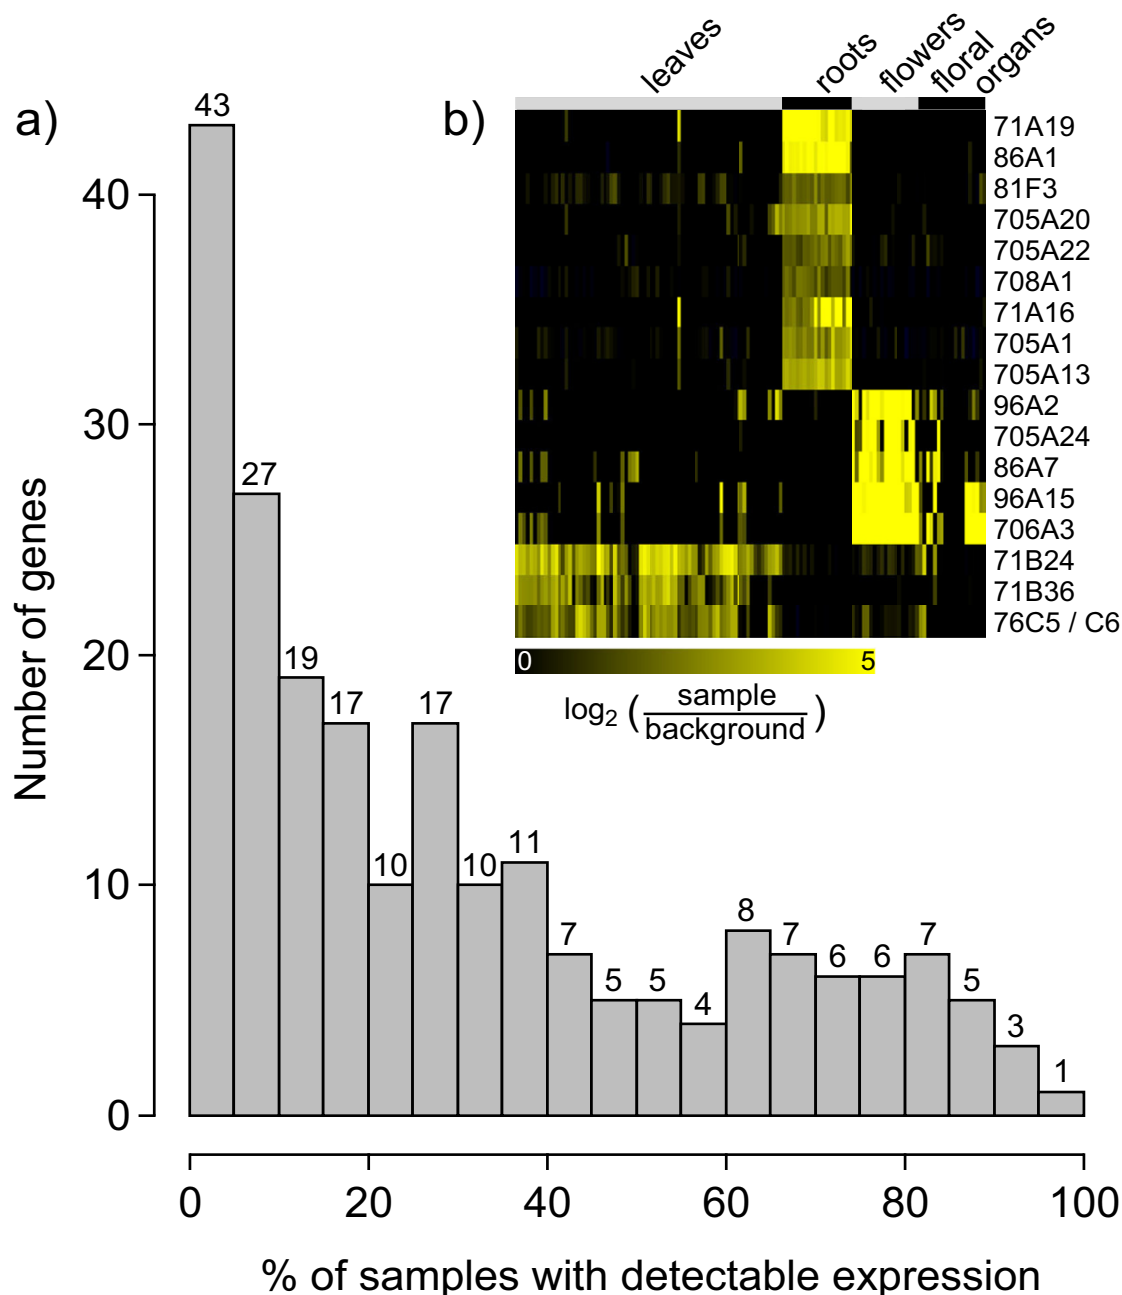 a)
43
27
19
17
10
17
10
11
7
5
5
4
8
7
6
6
7
5
3
1
40
30
20
10
0
Number of genes
0 20 40 60 80 100
% of samples with detectable expression
b)
leaves
roots
flowers
floral
organs
71A19
86A1
81F3
705A20
705A22
708A1
71A16
705A1
705A13
96A2
705A24
86A7
96A15
706A3
71B24
71B36
76C5 / C6
0 5
log2 ( sample
background )